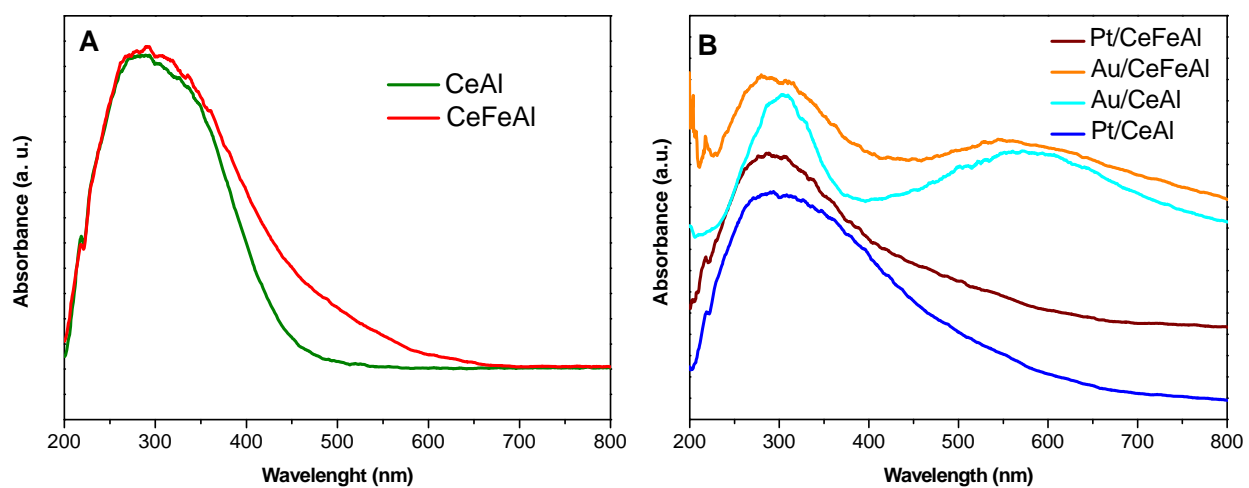 A
CeAl
CeFeAl
Absorbance (a. u.)
200 300 400 500 600 700 800
Wavelenght (nm)
B
Pt/CeFeAl
Au/CeFeAl
Au/CeAl
Pt/CeAl
Absorbance (a.u.)
200 300 400 500 600 700 800
Wavelength (nm)